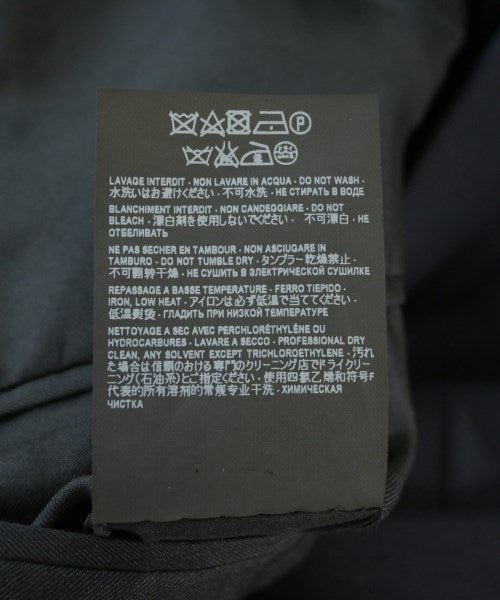 LAVAGE INTERDIT · NON LAVARE IN ACQUA · DO NOT WASH ·
水洗いはお避けください · 不可水洗 · НЕ СТИРАТЬ В ВОДЕ
BLANCHIMENT INTERDIT · NON CANDEGGIARE · DO NOT
BLEACH · 漂白剤を使用しないでください · 不可漂白 · НЕ
ОТБЕЛИВАТЬ
NE PAS SECHER EN TAMBOUR · NON ASCIUGARE IN
TAMBURO · DO NOT TUMBLE DRY · タンブラー乾燥禁止 ·
不可翻转干燥 · НЕ СУШИТЬ В ЭЛЕКТРИЧЕСКОЙ СУШИЛКЕ
REPASSAGE A BASSE TEMPERATURE · FERRO TIEPIDO ·
IRON, LOW HEAT · アイロンは必ず低温で当ててください ·
低温熨烫 · ГЛАДИТЬ ПРИ НИЗКОЙ ТЕМПЕРАТУРЕ
NETTOYAGE A SEC AVEC PERCHLORÉTHYLÈNE OU
HYDROCARBURES · LAVARE A SECCO · PROFESSIONAL DRY
CLEAN, ANY SOLVENT EXCEPT TRICHLOROETHYLENE · 汚れ
た場合は信頼のおける専門のクリーニング店でドライクリー
ニング(石油系)とご指定ください · 使用四氯乙烯和符号F
代表的所有溶剂的常规专业干洗 · ХИМИЧЕСКАЯ
ЧИСТКА